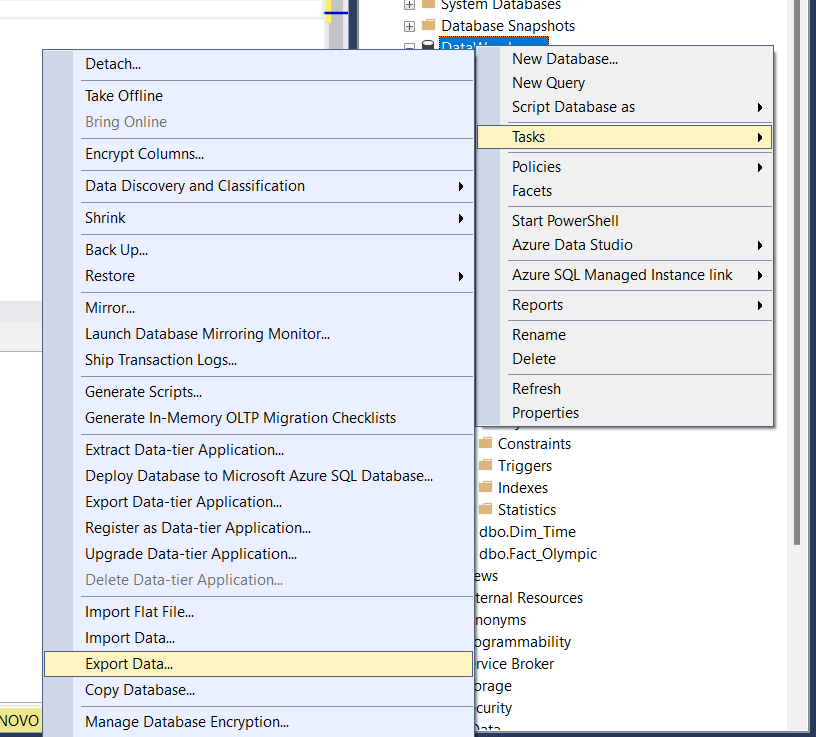 System Databases
Database Snapshots
Detach...
Take Offline
Bring Online
Encrypt Columns...
Data Discovery and Classification
Shrink
Back Up...
Restore
Mirror...
Launch Database Mirroring Monitor...
Ship Transaction Logs...
Generate Scripts...
Generate In-Memory OLTP Migration Checklists
Extract Data-tier Application...
Deploy Database to Microsoft Azure SQL Database...
Export Data-tier Application...
Register as Data-tier Application...
Upgrade Data-tier Application...
Delete Data-tier Application...
Import Flat File...
Import Data...
Export Data...
Copy Database...
Manage Database Encryption...
New Database...
New Query
Script Database as
Tasks
Policies
Facets
Start PowerShell
Azure Data Studio
Azure SQL Managed Instance link
Reports
Rename
Delete
Refresh
Properties
Constraints
Triggers
Indexes
Statistics
dbo.Dim_Time
dbo.Fact_Olympic
ews
ternal Resources
nonyms
ogrammability
rvice Broker
orage
curity
NOVO